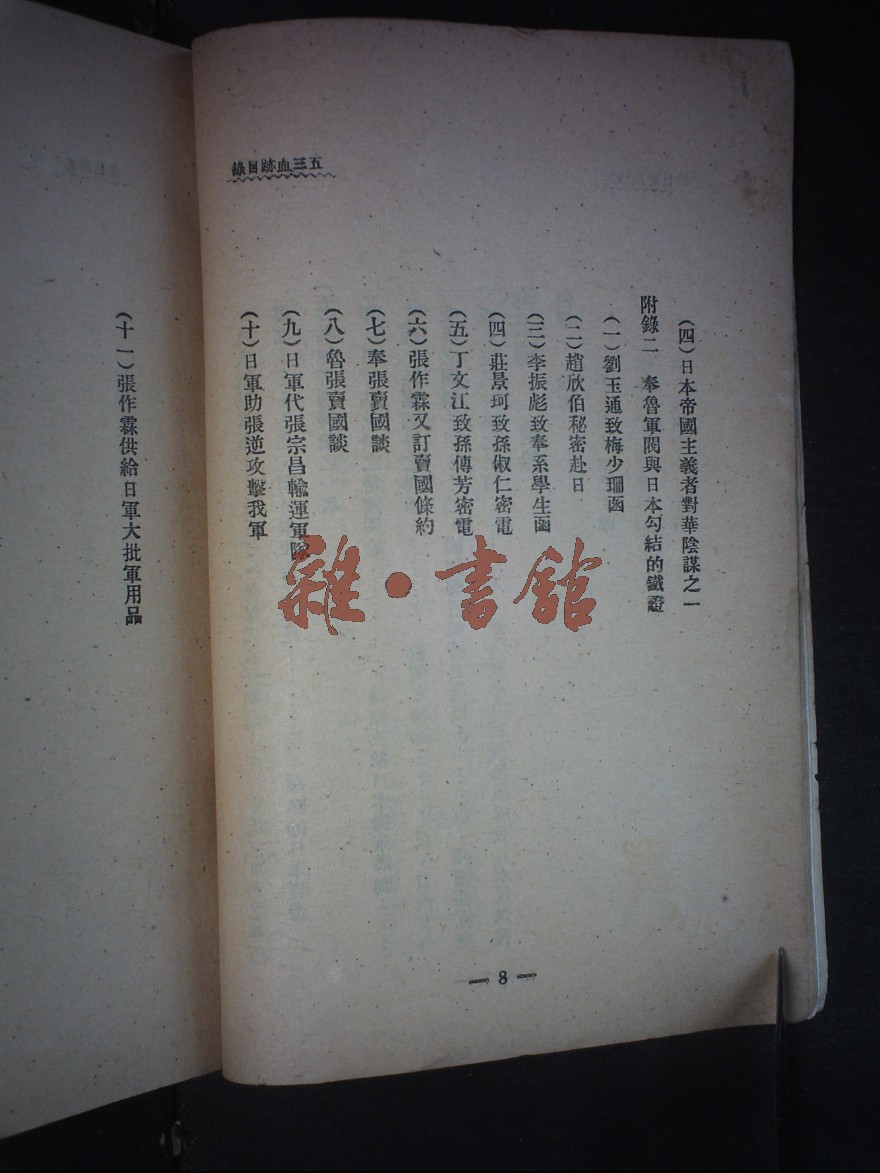 五三血跡目錄
(四)日本帝國主義者對華陰謀之一
附錄二 奉魯軍閥與日本勾結的鐵證
(一)劉玉通致梅少珊函
(二)趙欣伯秘密赴日
(三)李振彪致奉系學生函
(四)莊景珂致孫俶仁密電
(五)丁文江致孫傳芳密電
(六)張作霖又訂賣國條約
(七)奉張賣國談
(八)魯張賣國談
(九)日軍代張宗昌輸運軍隊
(十)日軍助張逆攻擊我軍
— 8 —
(十一)張作霖供給日軍大批軍用品
雜·書館